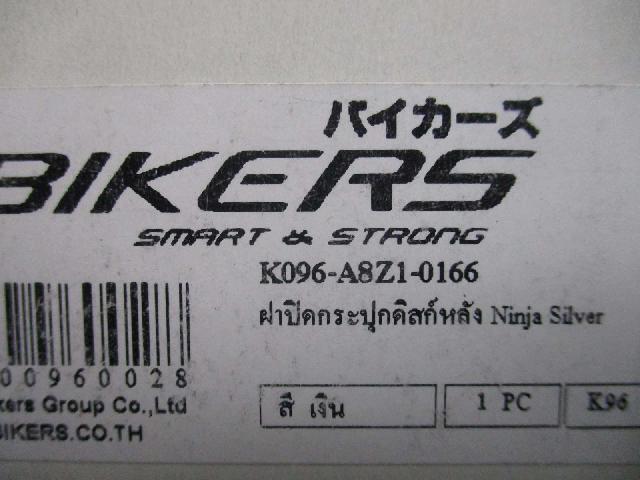 バイカーズ
BIKERS
SMART & STRONG
K096-A8Z1-0166
ฝาปิดกระปุกดิสก์หลัง Ninja Silver
00960028
kers Group Co.,Ltd
BIKERS.CO.TH
สี เงิน
1 PC
K96